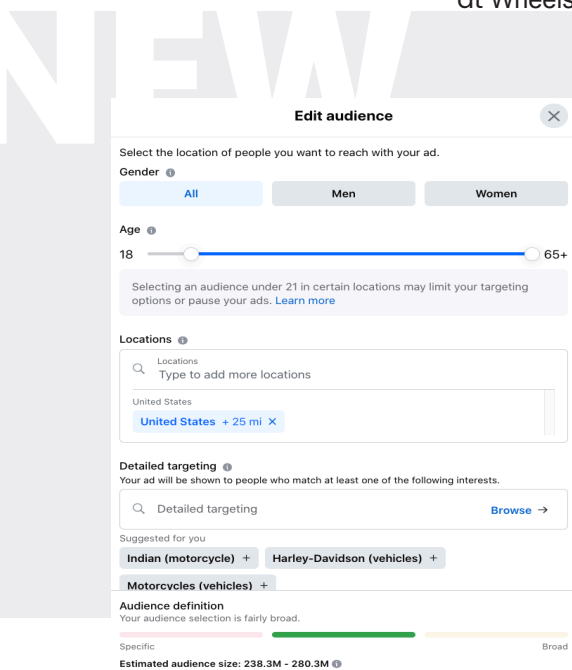 at Wheels
NEW
Edit audience
Select the location of people you want to reach with your ad.
Gender
All Men Women
Age
18 65+
Selecting an audience under 21 in certain locations may limit your targeting
options or pause your ads. Learn more
Locations
Locations
Type to add more locations
United States
United States + 25 mi ×
Detailed targeting
Your ad will be shown to people who match at least one of the following interests.
Detailed targeting Browse →
Suggested for you
Indian (motorcycle) + Harley-Davidson (vehicles) +
Motorcycles (vehicles) +
Audience definition
Your audience selection is fairly broad.
Specific Broad
Estimated audience size: 238.3M - 280.3M